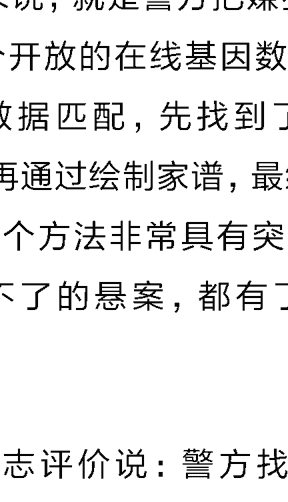 说，就是警方把嫌
个开放的在线基因数
数据匹配，先找到了
再通过绘制家谱，最
个方法非常具有突
不了的悬案，都有了
志评价说：警方找